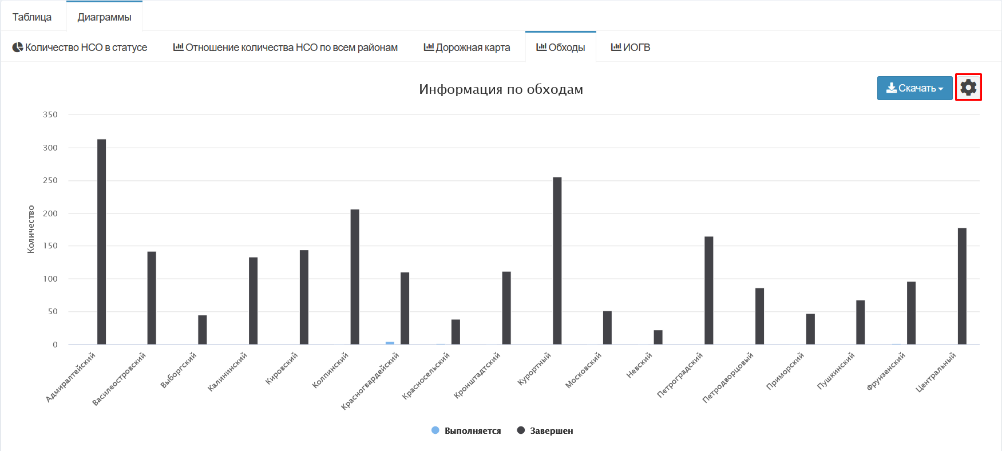 Таблица Диаграммы
Количество НСО в статусе Отношение количества НСО по всем районам Дорожная карта Обходы ИОГВ
Информация по обходам
Скачать
Количество
350
300
250
200
150
100
50
0
Адмиралтейский
Василеостровский
Выборгский
Калининский
Кировский
Колпинский
Красногвардейский
Красносельский
Кронштадтский
Курортный
Московский
Невский
Петроградский
Петродворцовый
Приморский
Пушкинский
Фрунзенский
Центральный
Выполняется Завершен